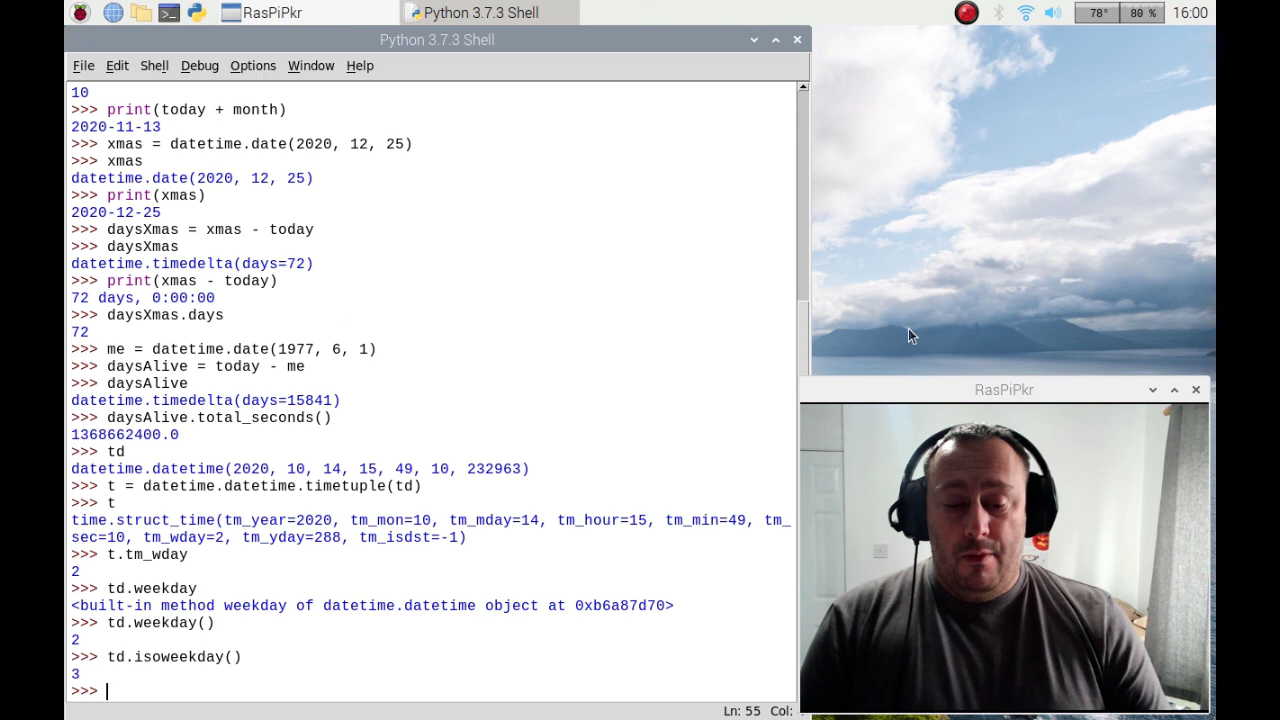 RasPiPkr
Python 3.7.3 Shell
78°
80 %
16:00
Python 3.7.3 Shell
File Edit Shell Debug Options Window Help
10
>>> print(today + month)
2020-11-13
>>> xmas = datetime.date(2020, 12, 25)
>>> xmas
datetime.date(2020, 12, 25)
>>> print(xmas)
2020-12-25
>>> daysXmas = xmas - today
>>> daysXmas
datetime.timedelta(days=72)
>>> print(xmas - today)
72 days, 0:00:00
>>> daysXmas.days
72
>>> me = datetime.date(1977, 6, 1)
>>> daysAlive = today - me
>>> daysAlive
datetime.timedelta(days=15841)
>>> daysAlive.total_seconds()
1368662400.0
>>> td
datetime.datetime(2020, 10, 14, 15, 49, 10, 232963)
>>> t = datetime.datetime.timetuple(td)
>>> t
time.struct_time(tm_year=2020, tm_mon=10, tm_mday=14, tm_hour=15, tm_min=49, tm_
sec=10, tm_wday=2, tm_yday=288, tm_isdst=-1)
>>> t.tm_wday
2
>>> td.weekday
<built-in method weekday of datetime.datetime object at 0xb6a87d70>
>>> td.weekday()
2
>>> td.isoweekday()
3
>>>
Ln: 55 Col:
RasPiPkr